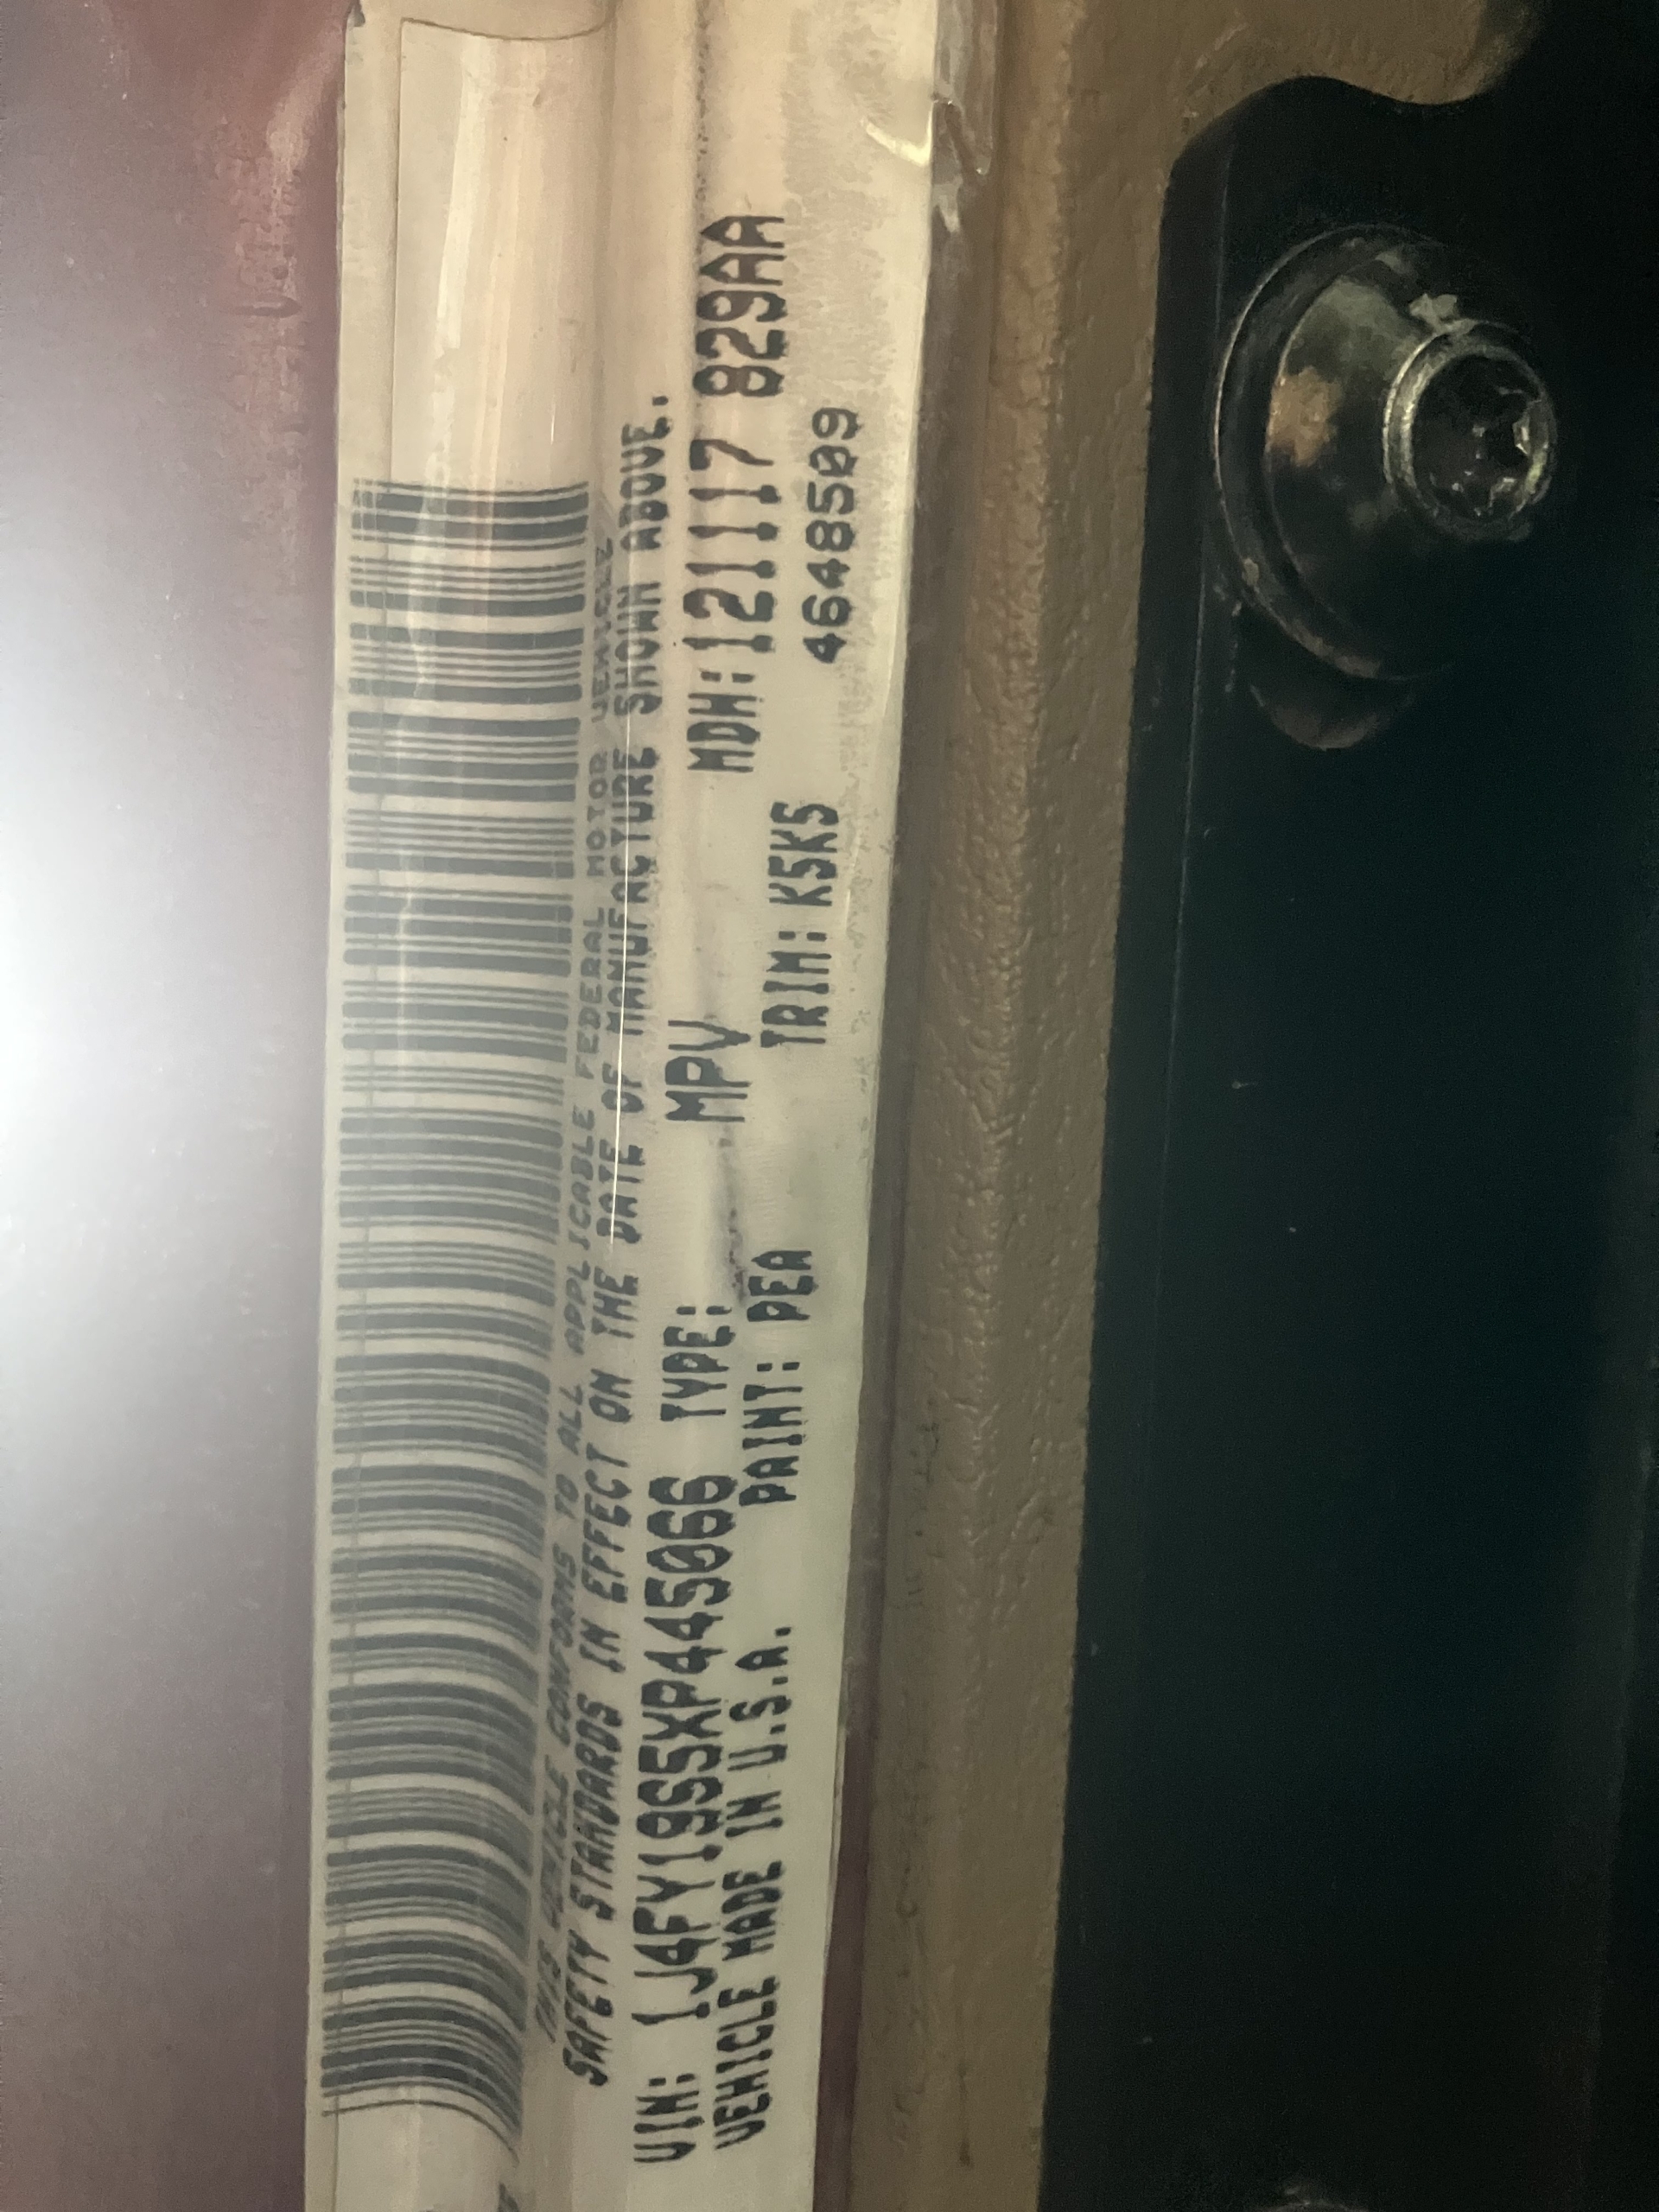 THIS VEHICLE CONFORMS TO ALL APPLICABLE FEDERAL MOTOR VEHICLE
SAFETY STANDARDS IN EFFECT ON THE DATE OF MANUFACTURE SHOWN ABOVE.
VIN: 1J4FY19S5XP445066 TYPE: MPV MDH:121117 829AA
VEHICLE MADE IN U.S.A. PAINT: PEA TRIM: K5K5 4648509